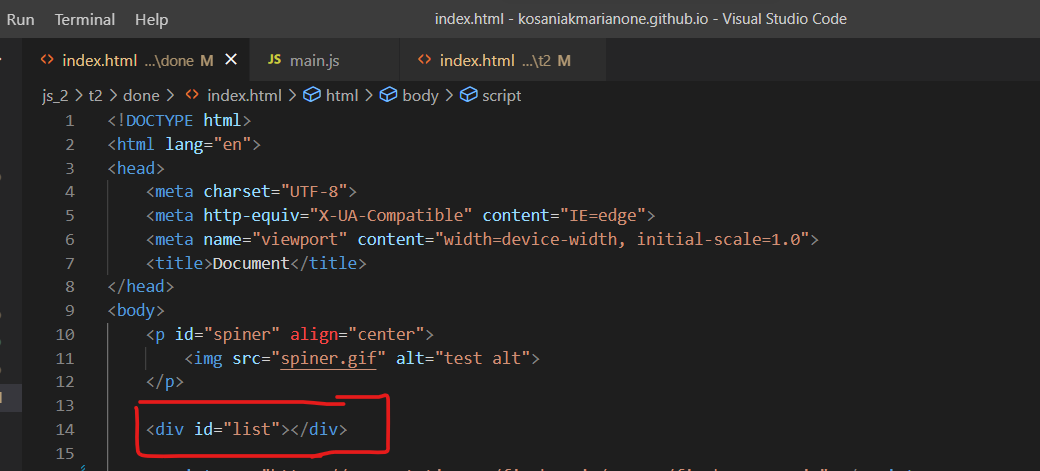 Run Terminal Help index.html - kosaniakmarianone.github.io - Visual Studio Code
index.html ...\done M JS main.js index.html ...\t2 M
js_2 > t2 > done > index.html > html > body > script
1 <!DOCTYPE html>
2 <html lang="en">
3 <head>
4 <meta charset="UTF-8">
5 <meta http-equiv="X-UA-Compatible" content="IE=edge">
6 <meta name="viewport" content="width=device-width, initial-scale=1.0">
7 <title>Document</title>
8 </head>
9 <body>
10 <p id="spiner" align="center">
11 <img src="spiner.gif" alt="test alt">
12 </p>
13
14 <div id="list"></div>
15